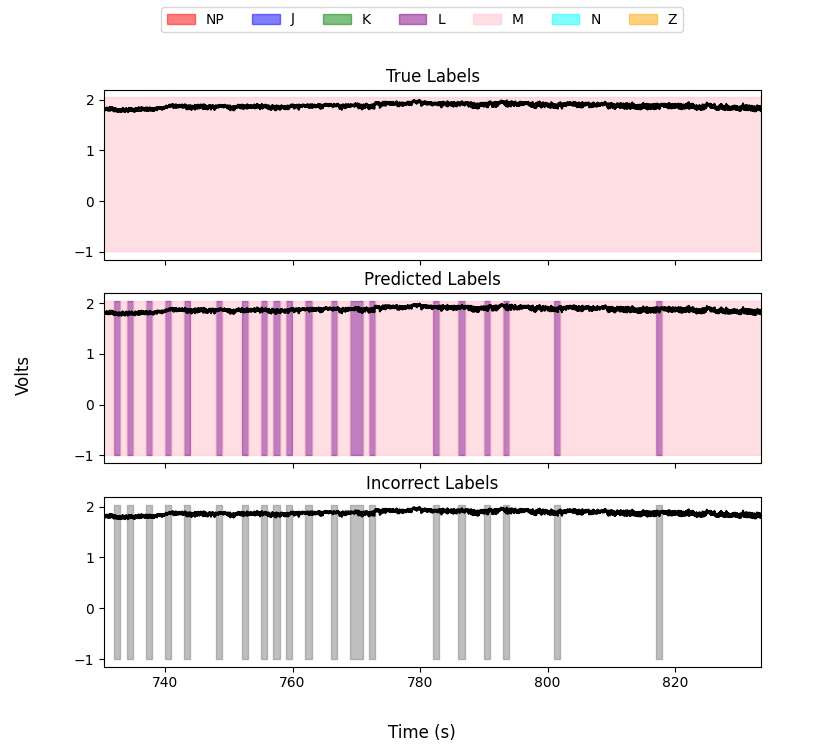 NP J K L M N Z
True Labels
2
1
0
−1
Predicted Labels
2
1
0
−1
Volts
Incorrect Labels
2
1
0
−1
740 760 780 800 820
Time (s)